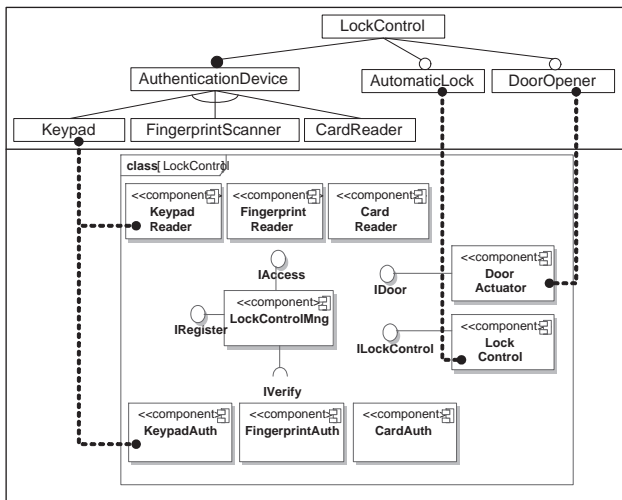 LockControl
AuthenticationDevice
AutomaticLock
DoorOpener
Keypad
FingerprintScanner
CardReader
class[ LockControl]
<<component>>
Keypad
Reader
<<component>>
Fingerprint
Reader
<<component>>
Card
Reader
IAccess
IDoor
<<component>>
Door
Actuator
IRegister
<<component>>
LockControlMng
ILockControl
<<component>>
Lock
Control
IVerify
<<component>>
KeypadAuth
<<component>>
FingerprintAuth
<<component>>
CardAuth